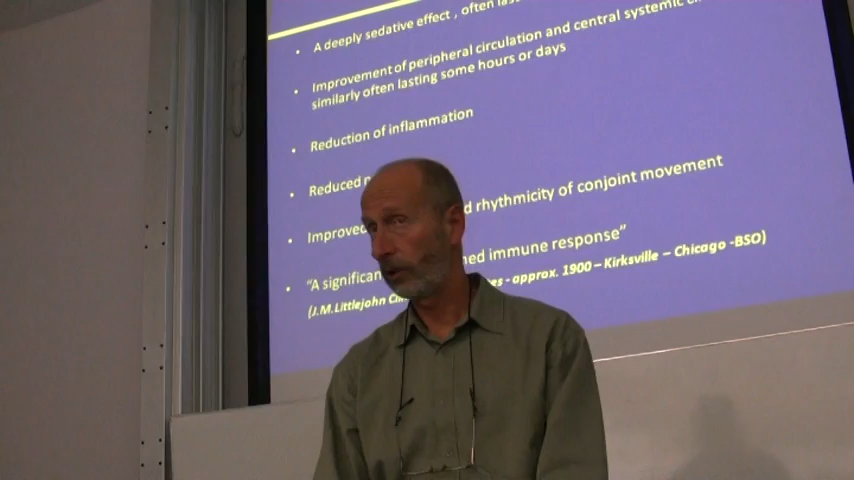 • A deeply sedative effect , often
• Improvement of peripheral circulation and central systemic
similarly often lasting some hours or days
• Reduction of inflammation
• Reduced
• Improved rhythmicity of conjoint movement
• “A significan immune response”
(J.M.Littlejohn - approx. 1900 – Kirksville – Chicago -BSO)